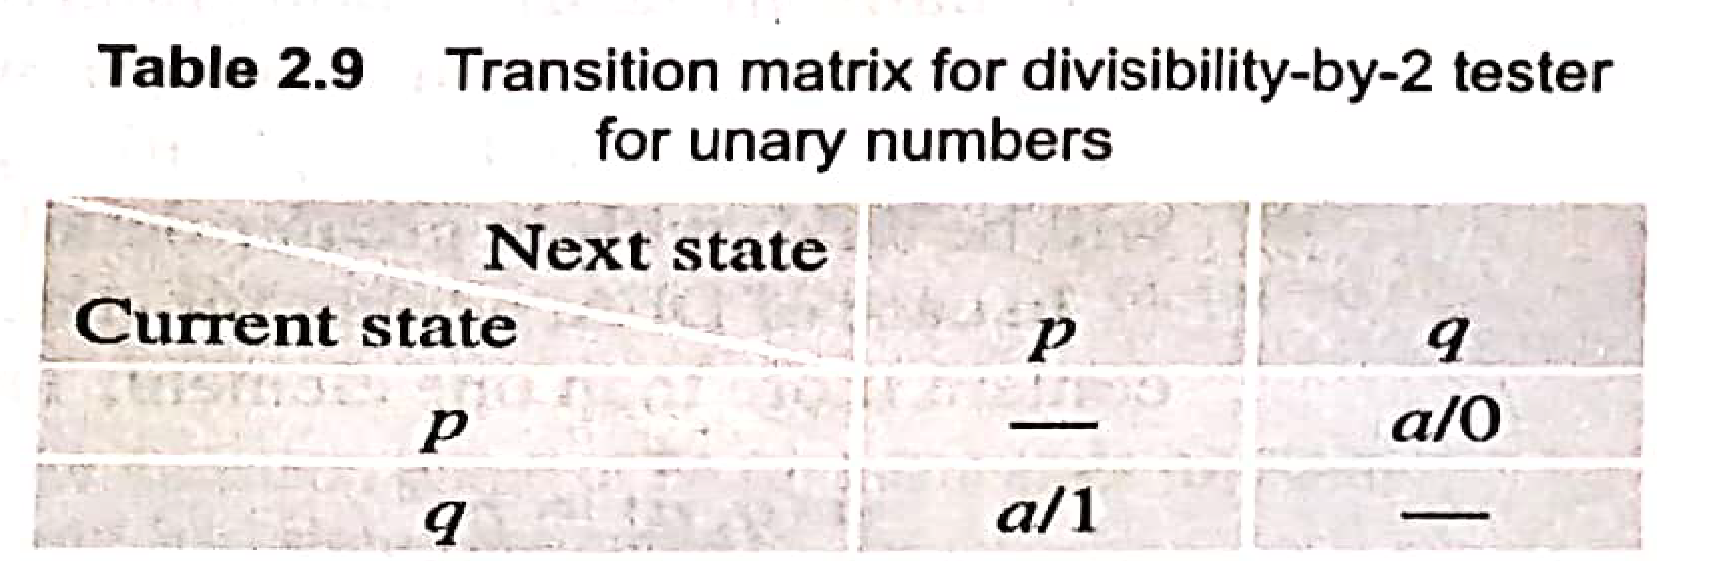 Table 2.9 Transition matrix for divisibility-by-2 tester
for unary numbers
Next state
Current state p q
p — a/0
q a/1 —